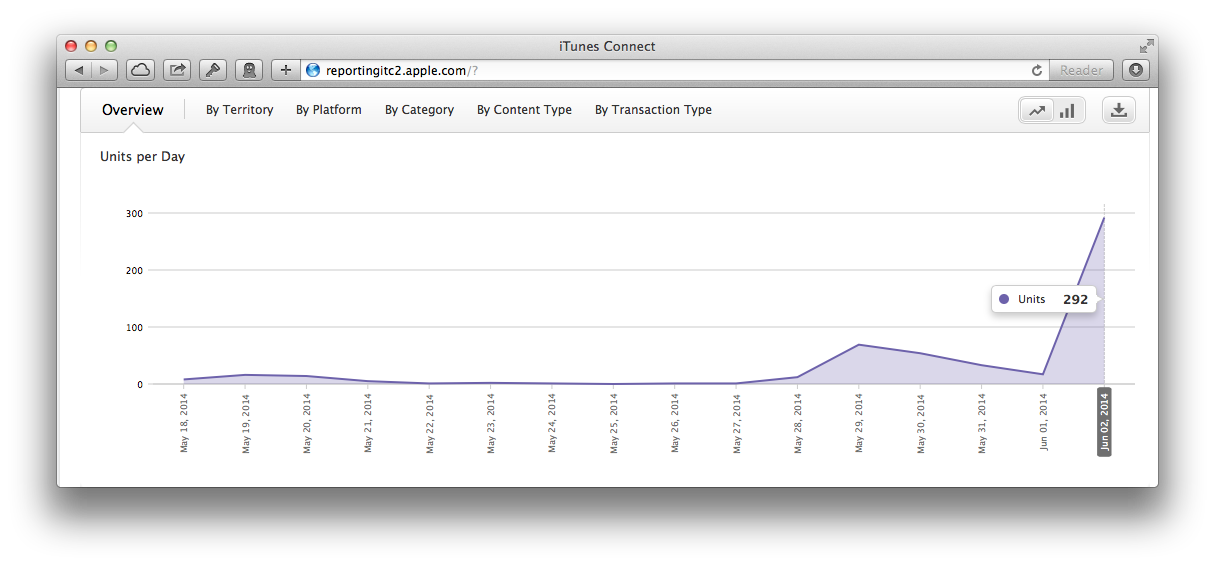 iTunes Connect
reportingitc2.apple.com/?
Reader
Overview By Territory By Platform By Category By Content Type By Transaction Type
Units per Day
300
200
100
0
Units 292
May 18, 2014
May 19, 2014
May 20, 2014
May 21, 2014
May 22, 2014
May 23, 2014
May 24, 2014
May 25, 2014
May 26, 2014
May 27, 2014
May 28, 2014
May 29, 2014
May 30, 2014
May 31, 2014
Jun 01, 2014
Jun 02, 2014